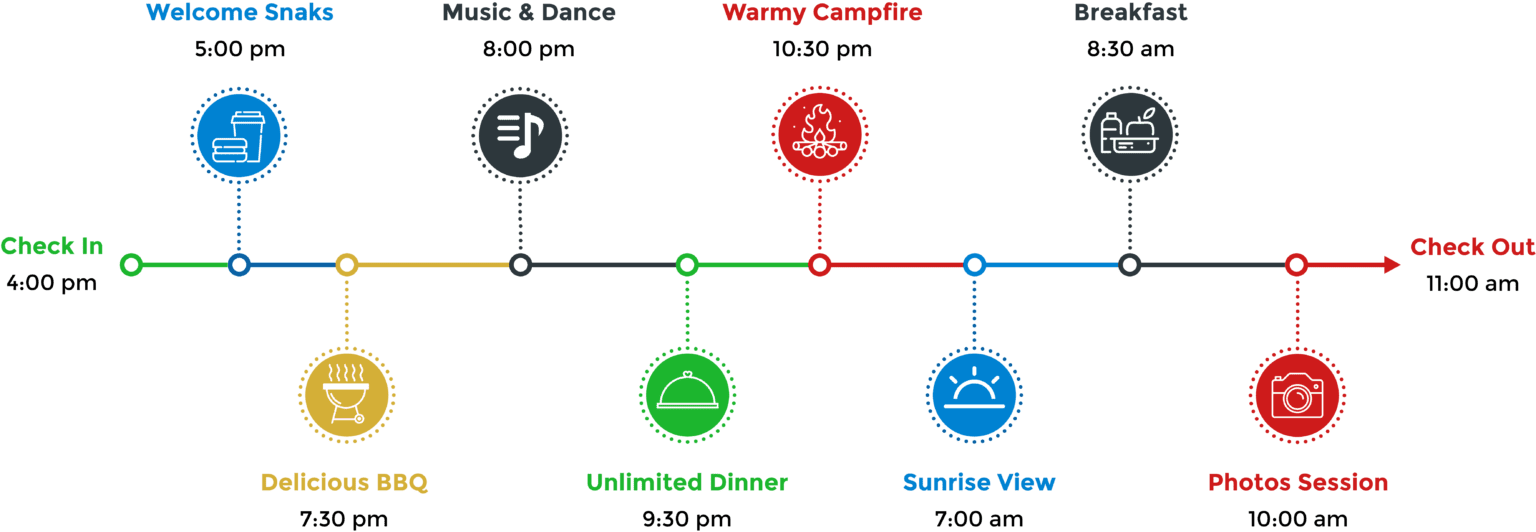 Check In
4:00 pm
Welcome Snaks
5:00 pm
Delicious BBQ
7:30 pm
Music & Dance
8:00 pm
Unlimited Dinner
9:30 pm
Warmy Campfire
10:30 pm
Sunrise View
7:00 am
Breakfast
8:30 am
Photos Session
10:00 am
Check Out
11:00 am